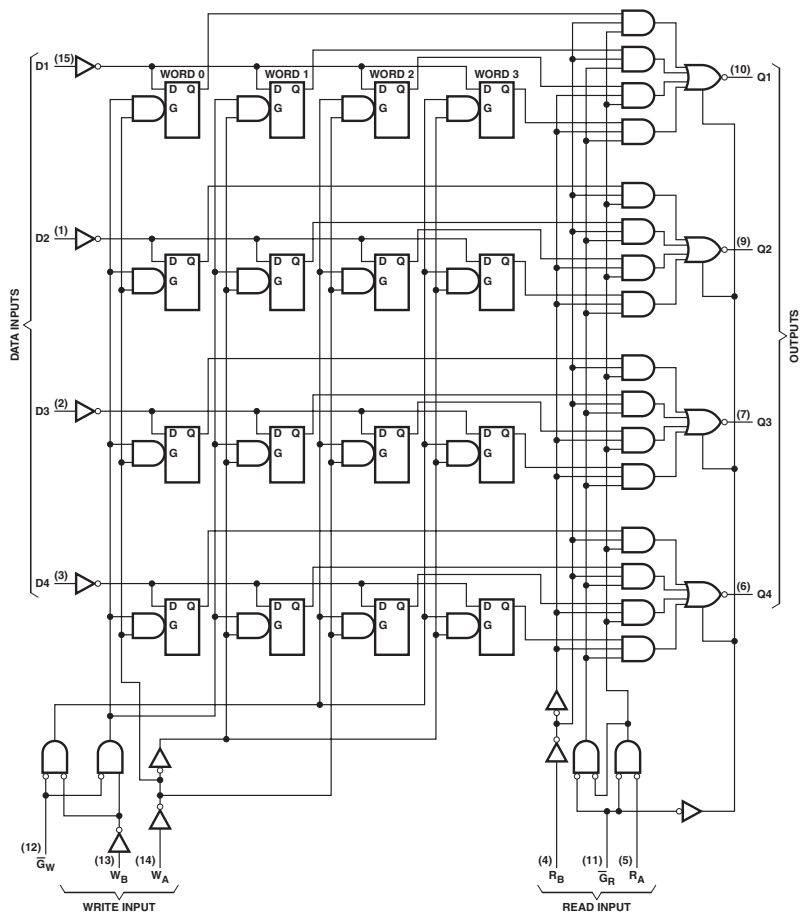 D1 (15)
WORD 0
WORD 1
WORD 2
WORD 3
D Q
G
D Q
G
D Q
G
D Q
G
(10) Q1
D2 (1)
D Q
G
D Q
G
D Q
G
D Q
G
(9) Q2
DATA INPUTS
OUTPUTS
D3 (2)
D Q
G
D Q
G
D Q
G
D Q
G
(7) Q3
D4 (3)
D Q
G
D Q
G
D Q
G
D Q
G
(6) Q4
(12) G̅W
(13) WB
(14) WA
(4) RB
(11) G̅R
(5) RA
WRITE INPUT
READ INPUT